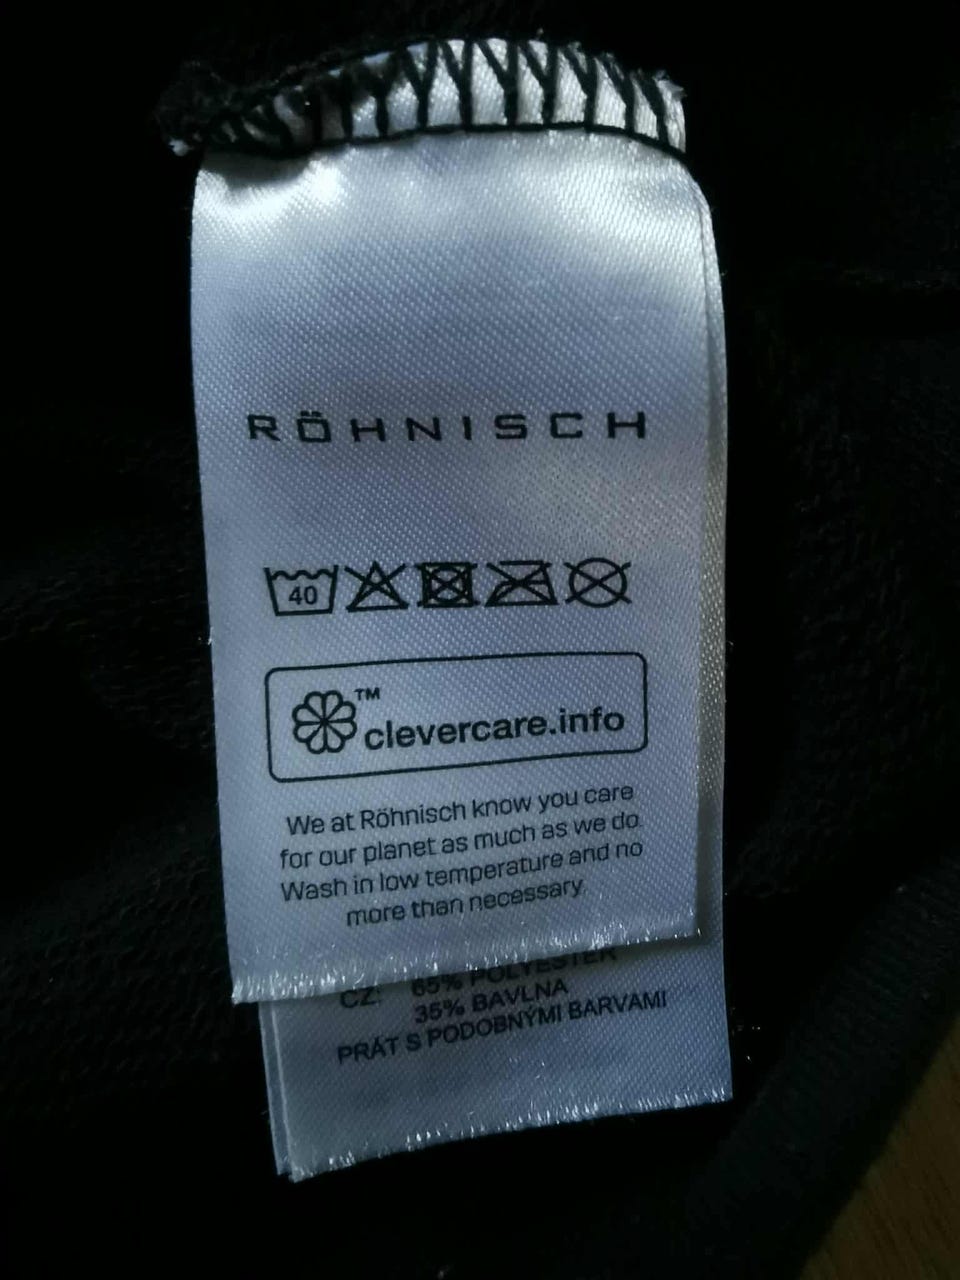 RÖHNISCH
40
™
clevercare.info
We at Röhnisch know you care
for our planet as much as we do.
Wash in low temperature and no
more than necessary.
CZ: 65% POLYESTER
35% BAVLNA
PRÁT S PODOBNÝMI BARVAMI